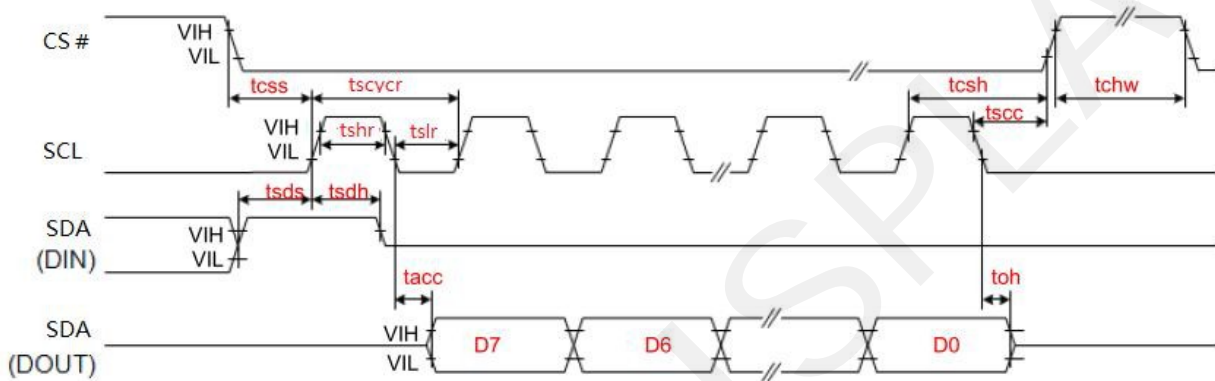 CS #
VIH
VIL
tcss
tscycr
tcsh
tchw
tscc
SCL
VIH
VIL
tshr
tslr
tsds
tsdh
SDA
(DIN)
VIH
VIL
tacc
toh
SDA
(DOUT)
VIH
VIL
D7
D6
D0
ISPLA